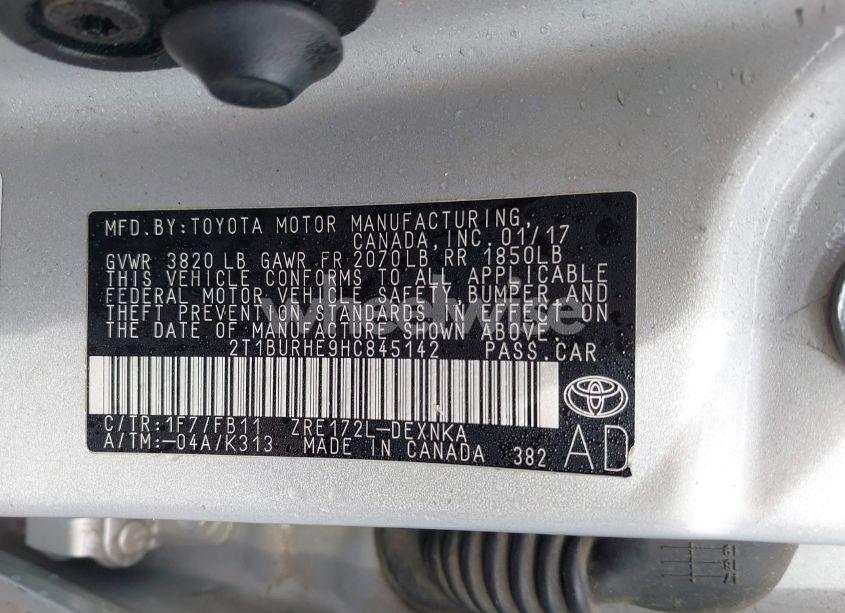 MFD.BY:TOYOTA MOTOR MANUFACTURING,
CANADA, INC. 01/17
GVWR 3820 LB GAWR FR 2070LB RR 1850LB
THIS VEHICLE CONFORMS TO ALL APPLICABLE
FEDERAL MOTOR VEHICLE SAFETY BUMPER AND
THEFT PREVENTION STANDARDS IN EFFECT ON
THE DATE OF MANUFACTURE SHOWN ABOVE.
2T1BURHE9HC845142 PASS.CAR
C/TR:1F7/FB11 ZRE172L-DEXNKA
A/TM:-04A/K313 MADE IN CANADA 382
AD